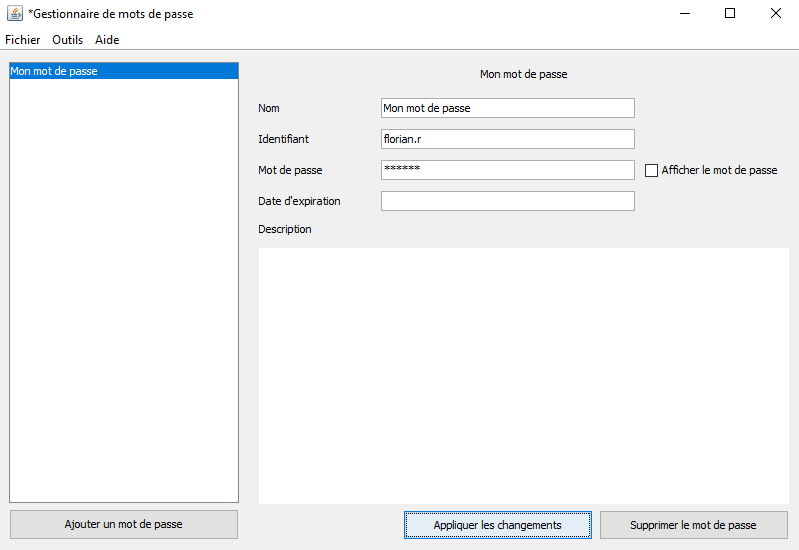 *Gestionnaire de mots de passe
Fichier Outils Aide
Mon mot de passe
Mon mot de passe
Nom Mon mot de passe
Identifiant florian.r
Mot de passe ****** Afficher le mot de passe
Date d'expiration
Description
Ajouter un mot de passe Appliquer les changements Supprimer le mot de passe